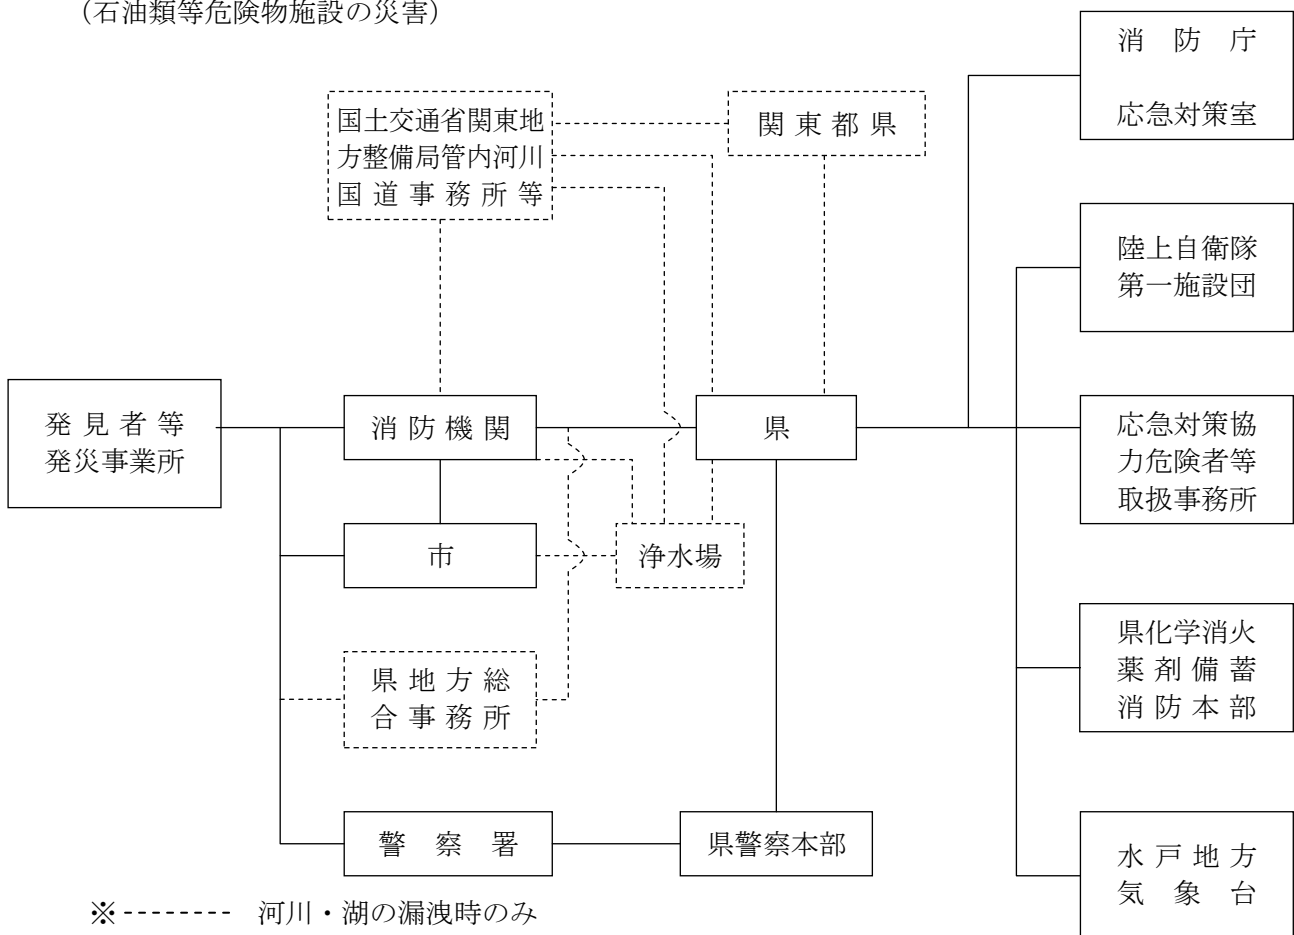 （石油類等危険物施設の災害）
消防庁
応急対策室
国土交通省関東地
方整備局管内河川
国道事務所等
関東都県
陸上自衛隊
第一施設団
発見者等
発災事業所
消防機関
県
応急対策協
力危険者等
取扱事務所
市
浄水場
県地方総
合事務所
県化学消火
薬剤備蓄
消防本部
警察署
県警察本部
水戸地方
気象台
※-------- 河川・湖の漏洩時のみ